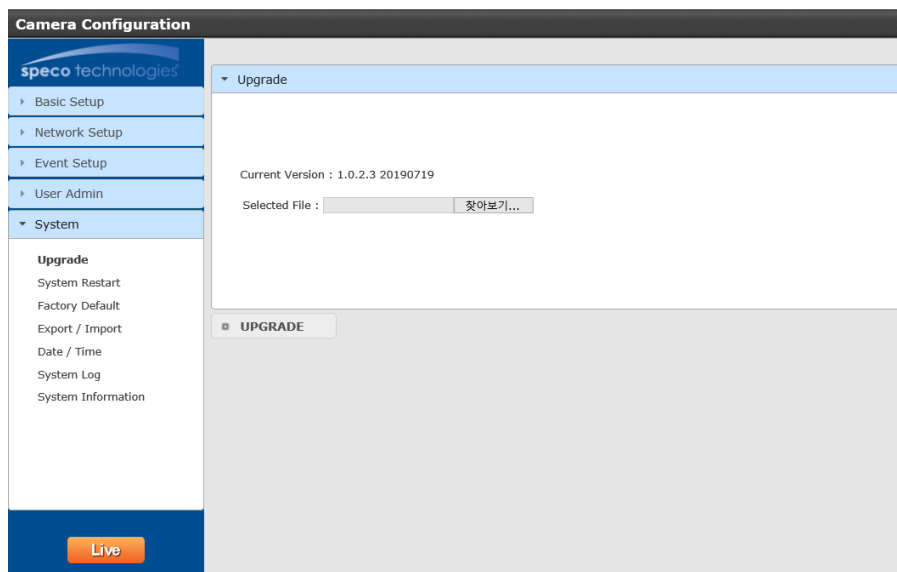 Camera Configuration
speco technologies
Basic Setup
Network Setup
Event Setup
User Admin
System
Upgrade
System Restart
Factory Default
Export / Import
Date / Time
System Log
System Information
Live
Upgrade
Current Version : 1.0.2.3 20190719
Selected File : 찾아보기...
UPGRADE